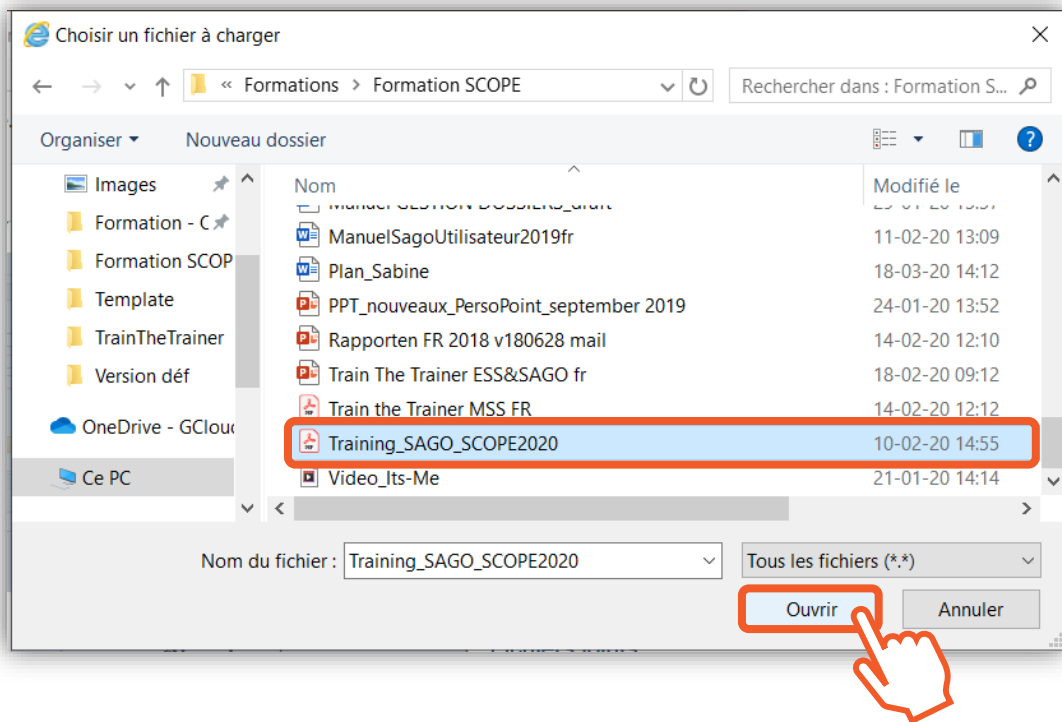 Choisir un fichier à charger
« Formations > Formation SCOPE
Rechercher dans : Formation S...
Organiser
Nouveau dossier
Images
Formation - C
Formation SCOP
Template
TrainTheTrainer
Version déf
OneDrive - GCloud
Ce PC
Nom
Modifié le
Manuel GESTION DOSSIERS_draft
ManuelSagoUtilisateur2019fr
11-02-20 13:09
Plan_Sabine
18-03-20 14:12
PPT_nouveaux_PersoPoint_september 2019
24-01-20 13:52
Rapporten FR 2018 v180628 mail
14-02-20 12:10
Train The Trainer ESS&SAGO fr
18-02-20 09:12
Train the Trainer MSS FR
14-02-20 12:12
Training_SAGO_SCOPE2020
10-02-20 14:55
Video_Its-Me
21-01-20 14:14
Nom du fichier :
Training_SAGO_SCOPE2020
Tous les fichiers (*.*)
Ouvrir
Annuler